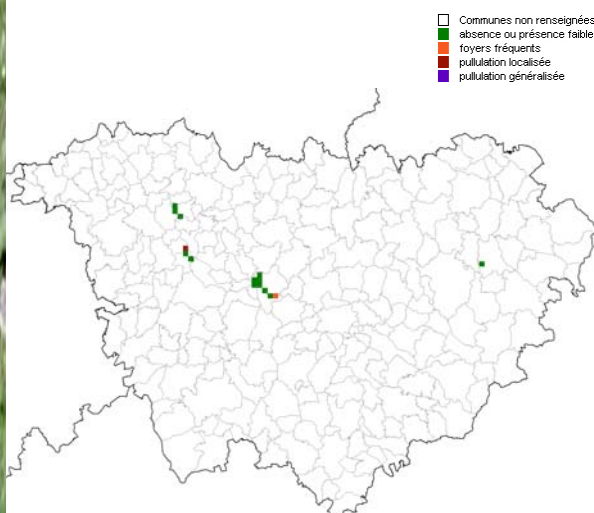 Communes non renseignées
absence ou présence faible
foyers fréquents
pullulation localisée
pullulation généralisée